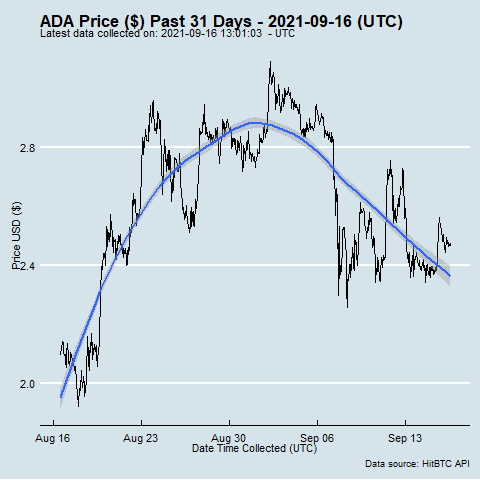 ADA Price ($) Past 31 Days - 2021-09-16 (UTC)
Latest data collected on: 2021-09-16 13:01:03 - UTC
Price USD ($)
2.8
2.4
2.0
Aug 16 Aug 23 Aug 30 Sep 06 Sep 13
Date Time Collected (UTC)
Data source: HitBTC API